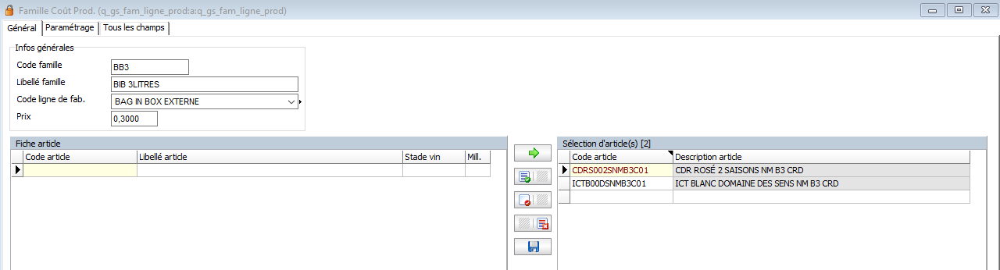 Famille Coût Prod. (q_gs_fam_ligne_prod:a:q_gs_fam_ligne_prod)
Général Paramétrage Tous les champs
Infos générales
Code famille BB3
Libellé famille BIB 3LITRES
Code ligne de fab. BAG IN BOX EXTERNE
Prix 0,3000
Fiche article
Code article Libellé article Stade vin Mill.
Sélection d'article(s) [2]
Code article Description article
CDRS002SNMB3C01 CDR ROSÉ 2 SAISONS NM B3 CRD
ICTB00DSNMB3C01 ICT BLANC DOMAINE DES SENS NM B3 CRD